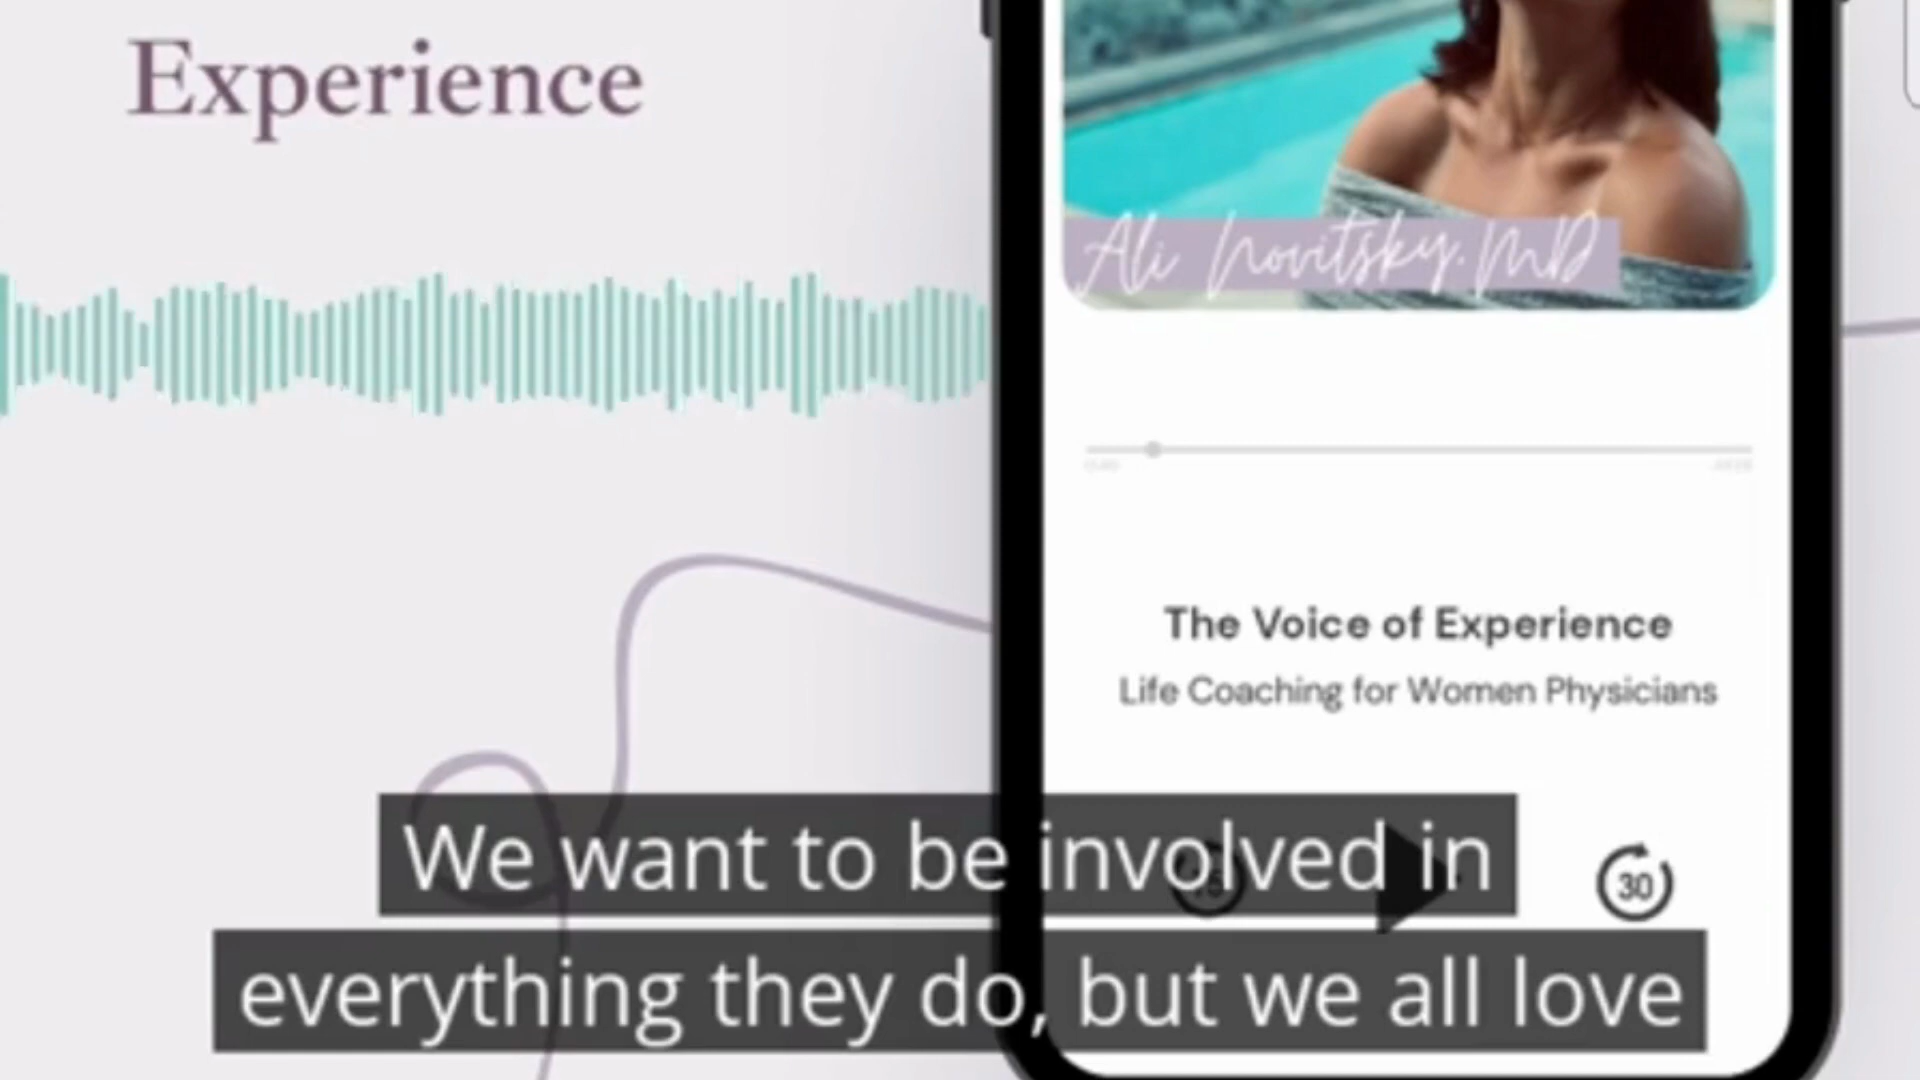 Experience
Ali Novitsky, MD
The Voice of Experience
Life Coaching for Women Physicians
We want to be involved in
30
everything they do, but we all love